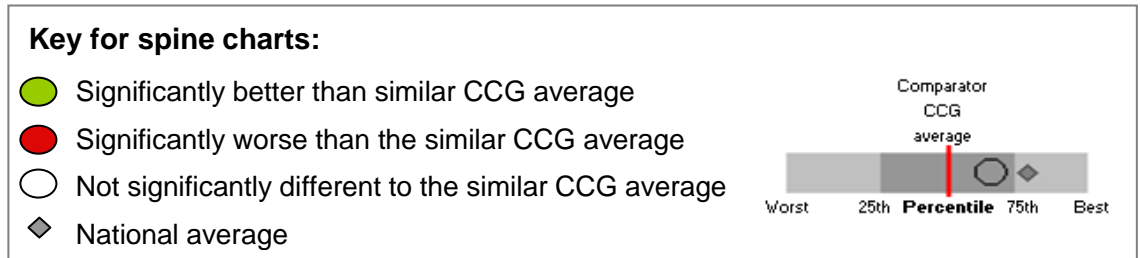 Key for spine charts:
Significantly better than similar CCG average
Significantly worse than the similar CCG average
Not significantly different to the similar CCG average
National average
Comparator
CCG
average
Worst 25th Percentile 75th Best